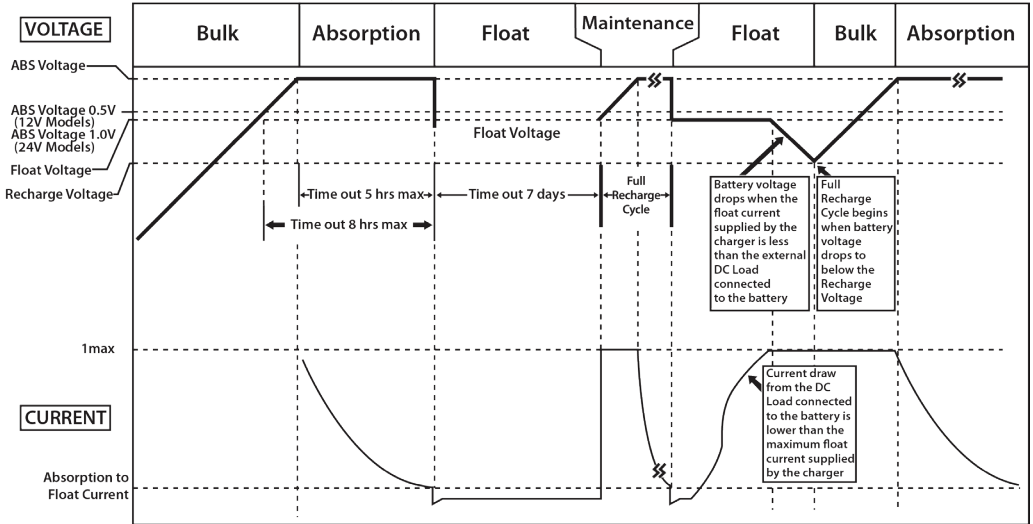 VOLTAGE
Bulk
Absorption
Float
Maintenance
Float
Bulk
Absorption
ABS Voltage
ABS Voltage 0.5V
(12V Models)
ABS Voltage 1.0V
(24V Models)
Float Voltage
Recharge Voltage
Float Voltage
Time out 5 hrs max
Time out 7 days
Full
Recharge
Cycle
Time out 8 hrs max
Battery voltage
drops when the
float current
supplied by the
charger is less
than the external
DC Load
connected
to the battery
Full
Recharge
Cycle begins
when battery
voltage
drops to
below the
Recharge
Voltage
1max
CURRENT
Current draw
from the DC
Load connected
to the battery is
lower than the
maximum float
current supplied
by the charger
Absorption to
Float Current